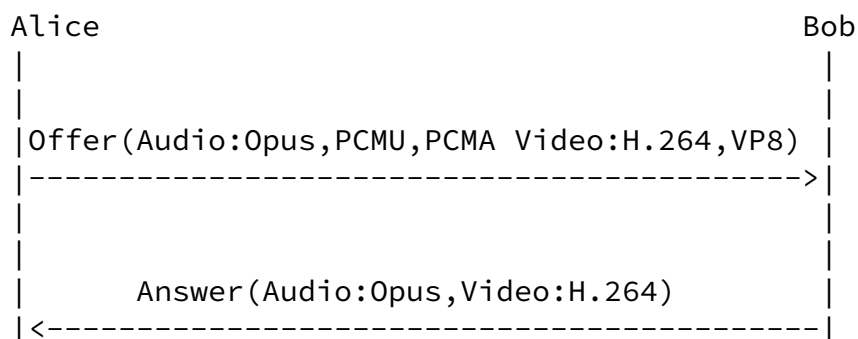 Alice Bob
Offer(Audio:Opus,PCMU,PCMA Video:H.264,VP8)
Answer(Audio:Opus,Video:H.264)